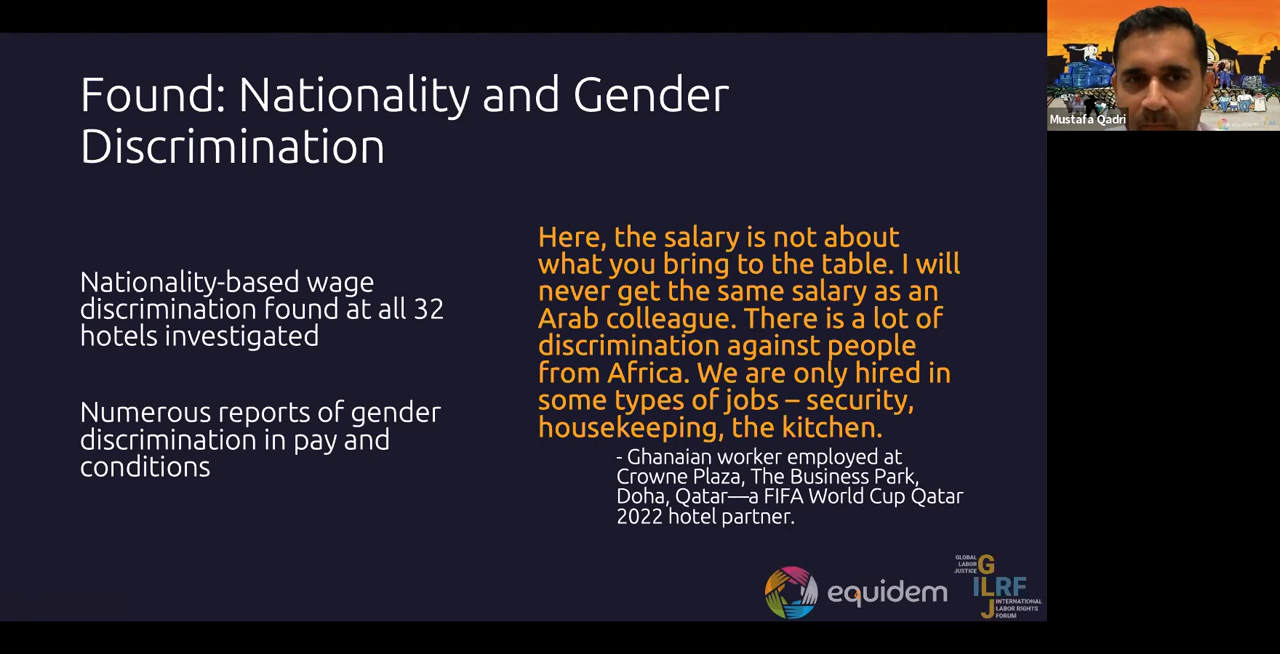 Found: Nationality and Gender
Discrimination
Nationality-based wage
discrimination found at all 32
hotels investigated
Numerous reports of gender
discrimination in pay and
conditions
Here, the salary is not about
what you bring to the table. I will
never get the same salary as an
Arab colleague. There is a lot of
discrimination against people
from Africa. We are only hired in
some types of jobs – security,
housekeeping, the kitchen.
- Ghanaian worker employed at
Crowne Plaza, The Business Park,
Doha, Qatar—a FIFA World Cup Qatar
2022 hotel partner.
equidem
GLOBAL
LABOR
JUSTICE
G
ILRF
J
INTERNATIONAL
LABOR RIGHTS
FORUM
Mustafa Qadri